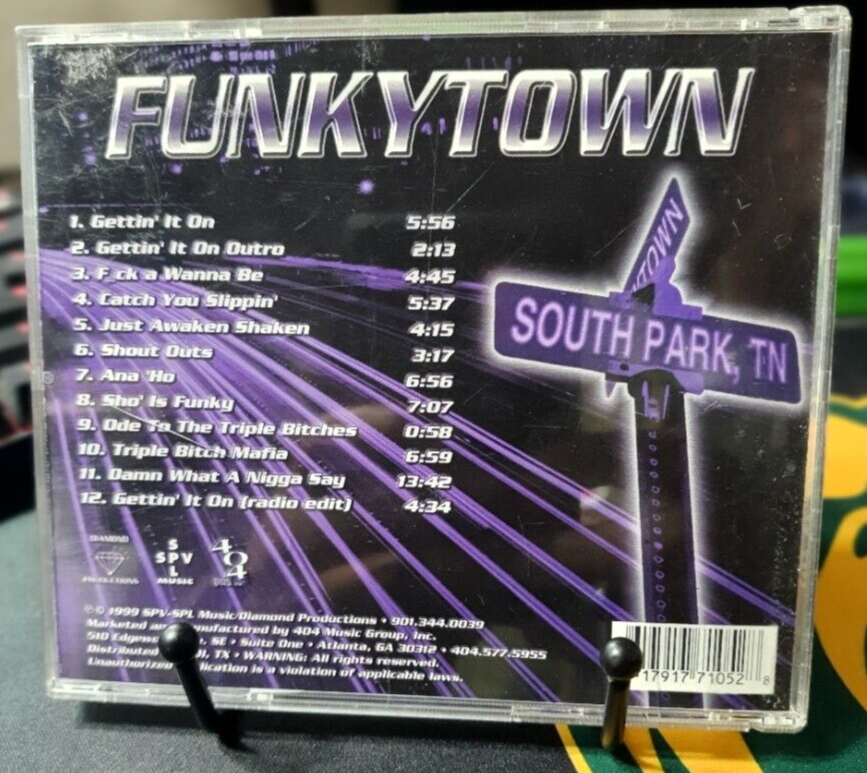 FUNKYTOWN
1. Gettin' It On 5:56
2. Gettin' It On Outro 2:13
3. F ck a Wanna Be 4:45
4. Catch You Slippin' 5:37
5. Just Awaken Shaken 4:15
6. Shout Outs 3:17
7. Ana 'Ho 6:56
8. Sho' Is Funky 7:07
9. Ode To The Triple Bitches 0:58
10. Triple Bitch Mafia 6:59
11. Damn What A Nigga Say 13:42
12. Gettin' It On (radio edit) 4:34
NTOWN
SOUTH PARK, TN
DIAMOND
PRODUCTIONS
S
SPV
L
MUSIC
404
℗© 1999 SPV-SPL Music/Diamond Productions • 901.344.0039
Marketed and manufactured by 404 Music Group, Inc.
510 SE • Suite One • Atlanta, GA 30312 • 404.577.5955
Distributed TX • WARNING: All rights reserved.
Unauthorized is a violation of applicable laws.
17917 71052 8